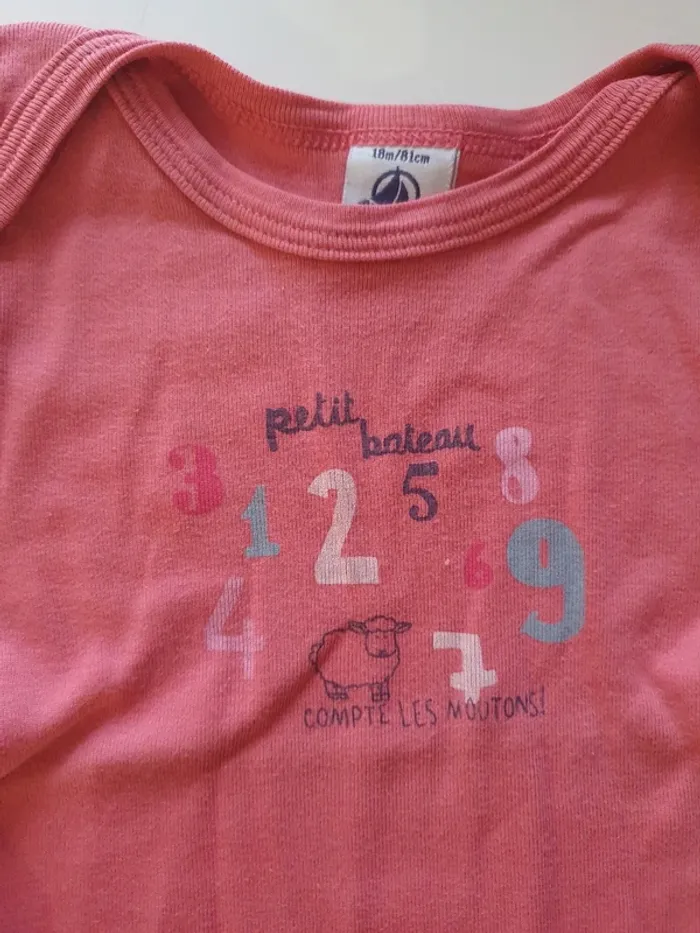 18m/81cm
petit
bateau
3 1 2 5 8
4 6 9
7
COMPTE LES MOUTONS!